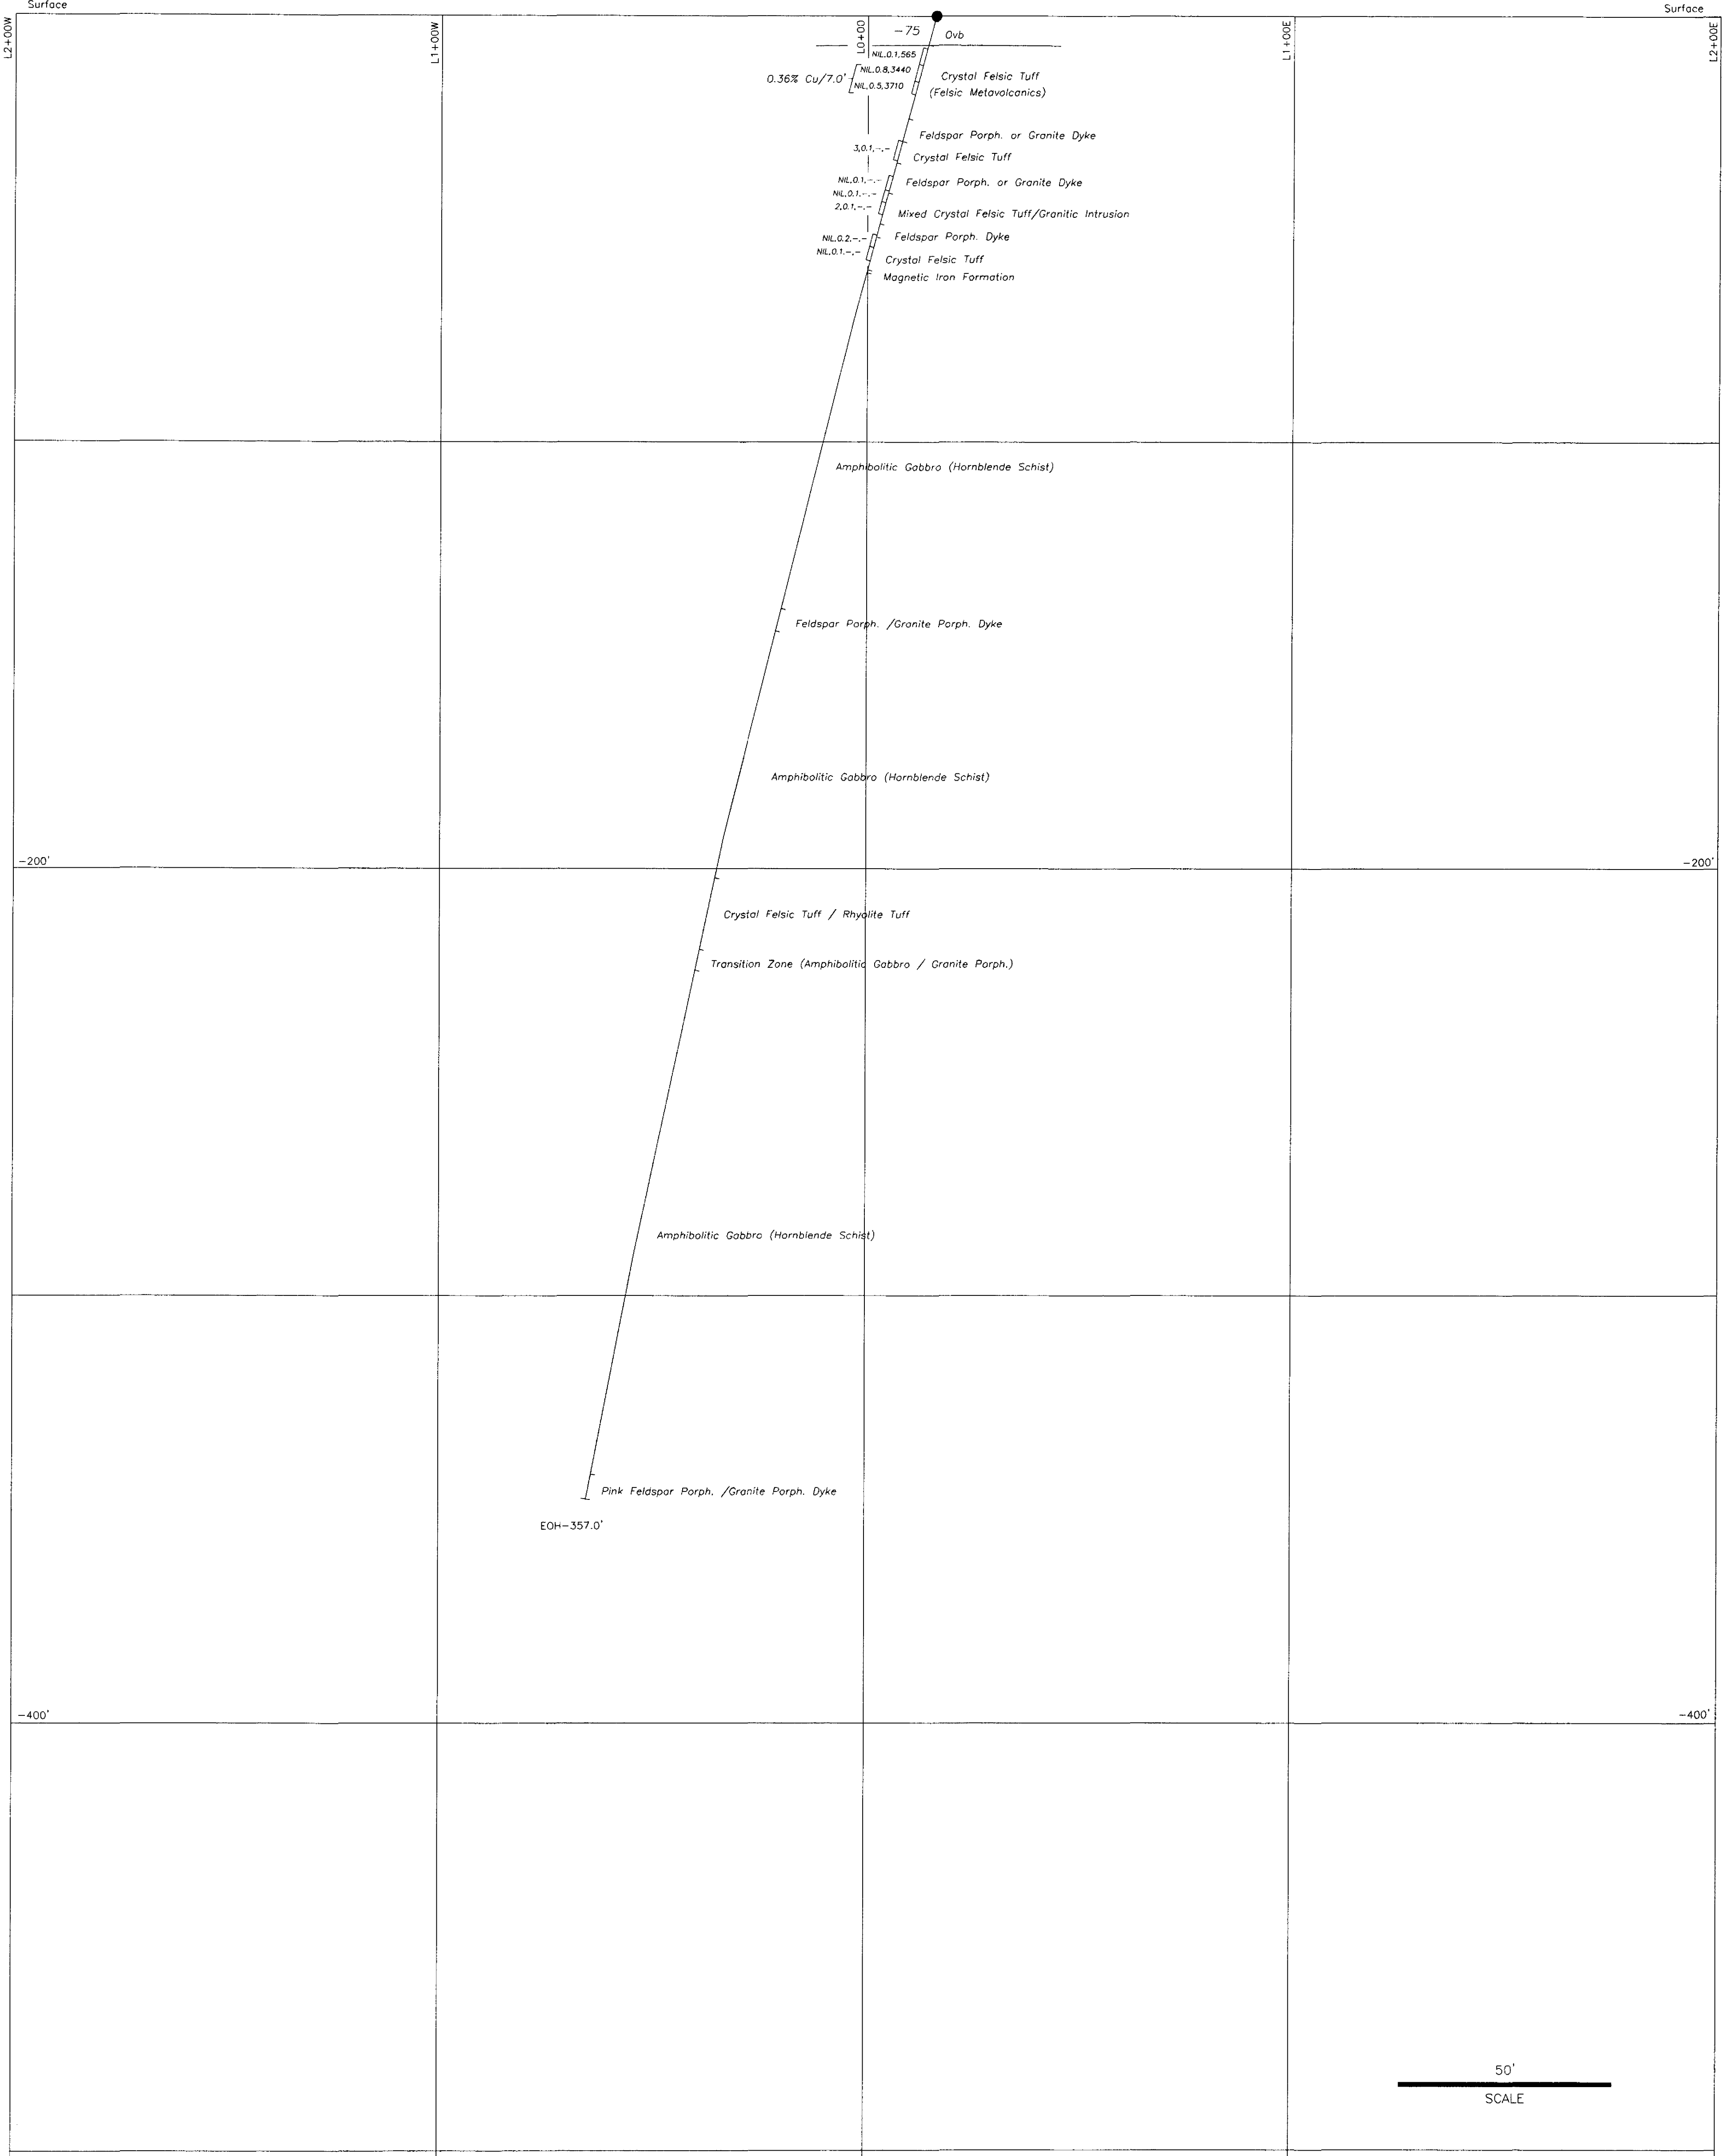 Surface
Surface
L2+00W
L1+00W
L0+00
L1+00E
L2+00E
-75
Ovb
NIL,0.1,565
NIL,0.8,3440
NIL,0.5,3710
0.36% Cu/7.0'
Crystal Felsic Tuff
(Felsic Metavolcanics)
Feldspar Porph. or Granite Dyke
3,0.1,-,-
Crystal Felsic Tuff
NIL,0.1,-,-
Feldspar Porph. or Granite Dyke
NIL,0.1,-,-
2,0.1,-,-
Mixed Crystal Felsic Tuff/Granitic Intrusion
NIL,0.2,-,-
Feldspar Porph. Dyke
NIL,0.1,-,-
Crystal Felsic Tuff
Magnetic Iron Formation
Amphibolitic Gabbro (Hornblende Schist)
Feldspar Porph. /Granite Porph. Dyke
Amphibolitic Gabbro (Hornblende Schist)
-200'
-200'
Crystal Felsic Tuff / Rhyolite Tuff
Transition Zone (Amphibolitic Gabbro / Granite Porph.)
Amphibolitic Gabbro (Hornblende Schist)
Pink Feldspar Porph. /Granite Porph. Dyke
EOH-357.0'
-400'
-400'
50'
SCALE